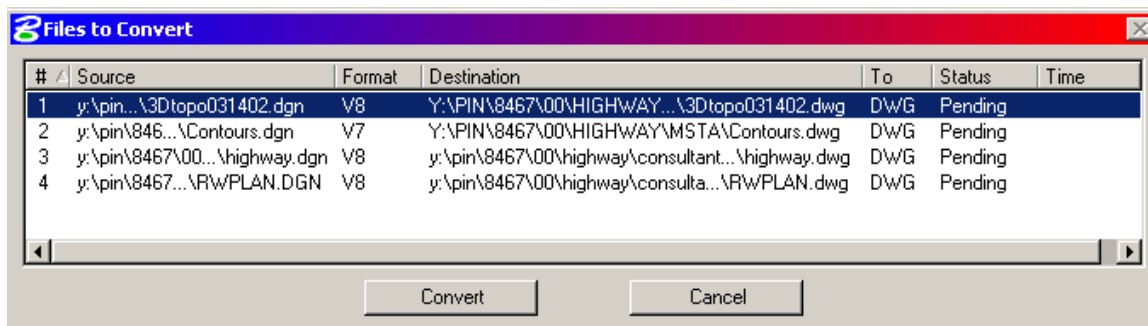 Files to Convert
# Source Format Destination To Status Time
1 y:\pin...\3Dtopo031402.dgn V8 Y:\PIN\8467\00\HIGHWAY...\3Dtopo031402.dwg DWG Pending
2 y:\pin\846...\Contours.dgn V7 Y:\PIN\8467\00\HIGHWAY\MSTA\Contours.dwg DWG Pending
3 y:\pin\8467\00...\highway.dgn V8 y:\pin\8467\00\highway\consultant...\highway.dwg DWG Pending
4 y:\pin\8467...\RWPLAN.DGN V8 y:\pin\8467\00\highway\consulta...\RWPLAN.dwg DWG Pending
Convert Cancel